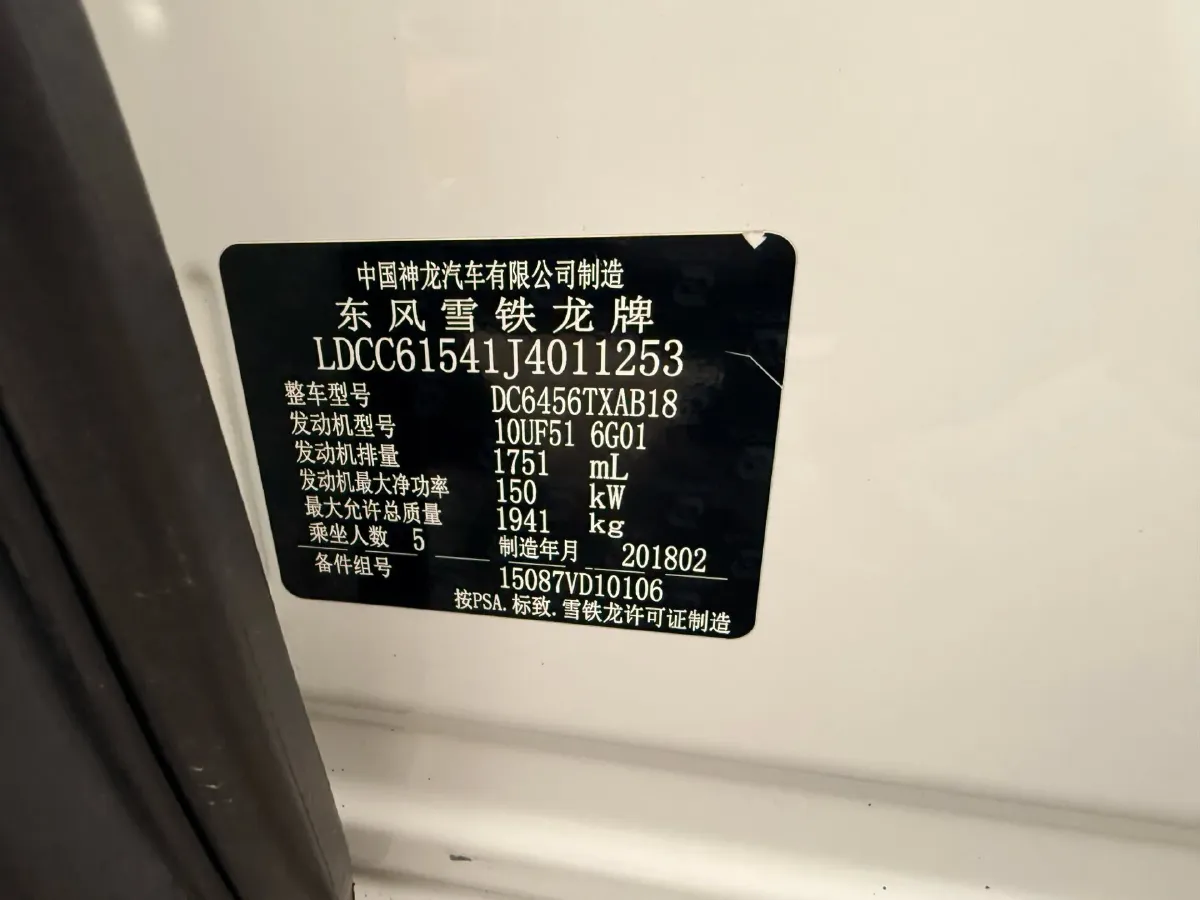 中国神龙汽车有限公司制造
东风雪铁龙牌
LDCC61541J4011253
整车型号 DC6456TXAB18
发动机型号 10UF51 6G01
发动机排量 1751 mL
发动机最大净功率 150 kW
最大允许总质量 1941 kg
乘坐人数 5 制造年月 201802
备件组号 15087VD10106
按PSA.标致.雪铁龙许可证制造